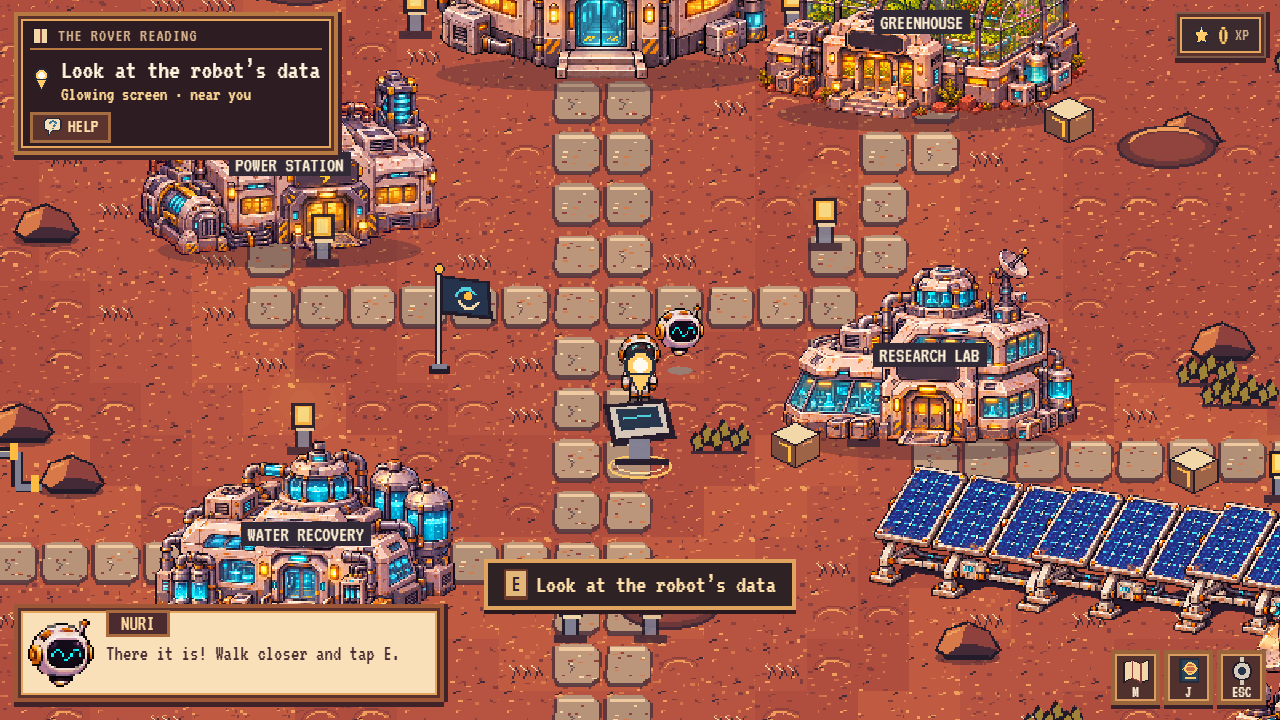 THE ROVER READING
Look at the robot's data
Glowing screen · near you
HELP
GREENHOUSE
0 XP
POWER STATION
RESEARCH LAB
WATER RECOVERY
E Look at the robot's data
NURI
There it is! Walk closer and tap E.
M
J
ESC